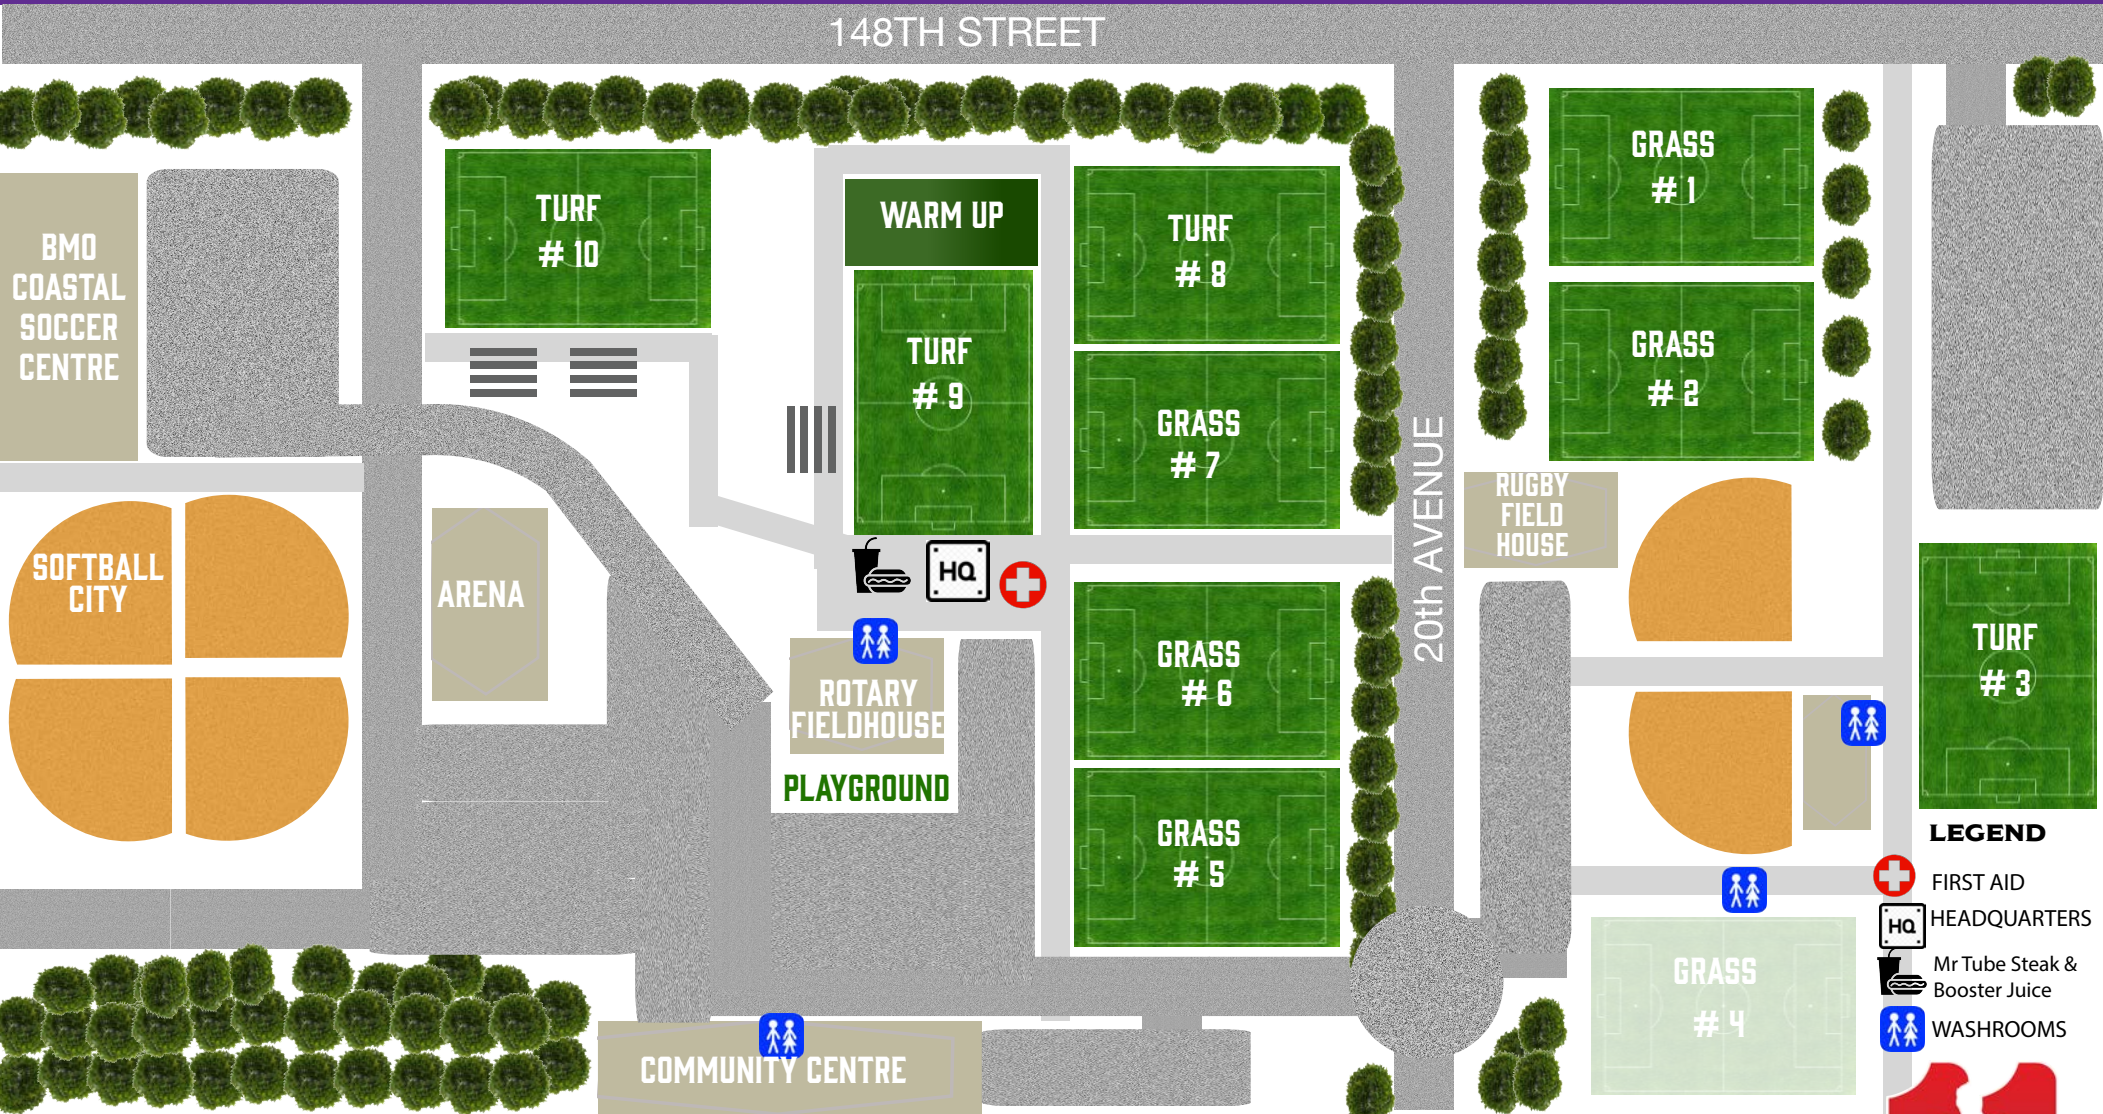 148TH STREET
BMO
COASTAL
SOCCER
CENTRE
TURF
# 10
WARM UP
TURF
# 9
TURF
# 8
GRASS
# 7
GRASS
# 1
GRASS
# 2
20th AVENUE
RUGBY
FIELD
HOUSE
SOFTBALL
CITY
ARENA
HQ
ROTARY
FIELDHOUSE
PLAYGROUND
GRASS
# 6
GRASS
# 5
TURF
# 3
GRASS
# 4
COMMUNITY CENTRE
LEGEND
FIRST AID
HQ
HEADQUARTERS
Mr Tube Steak &
Booster Juice
WASHROOMS